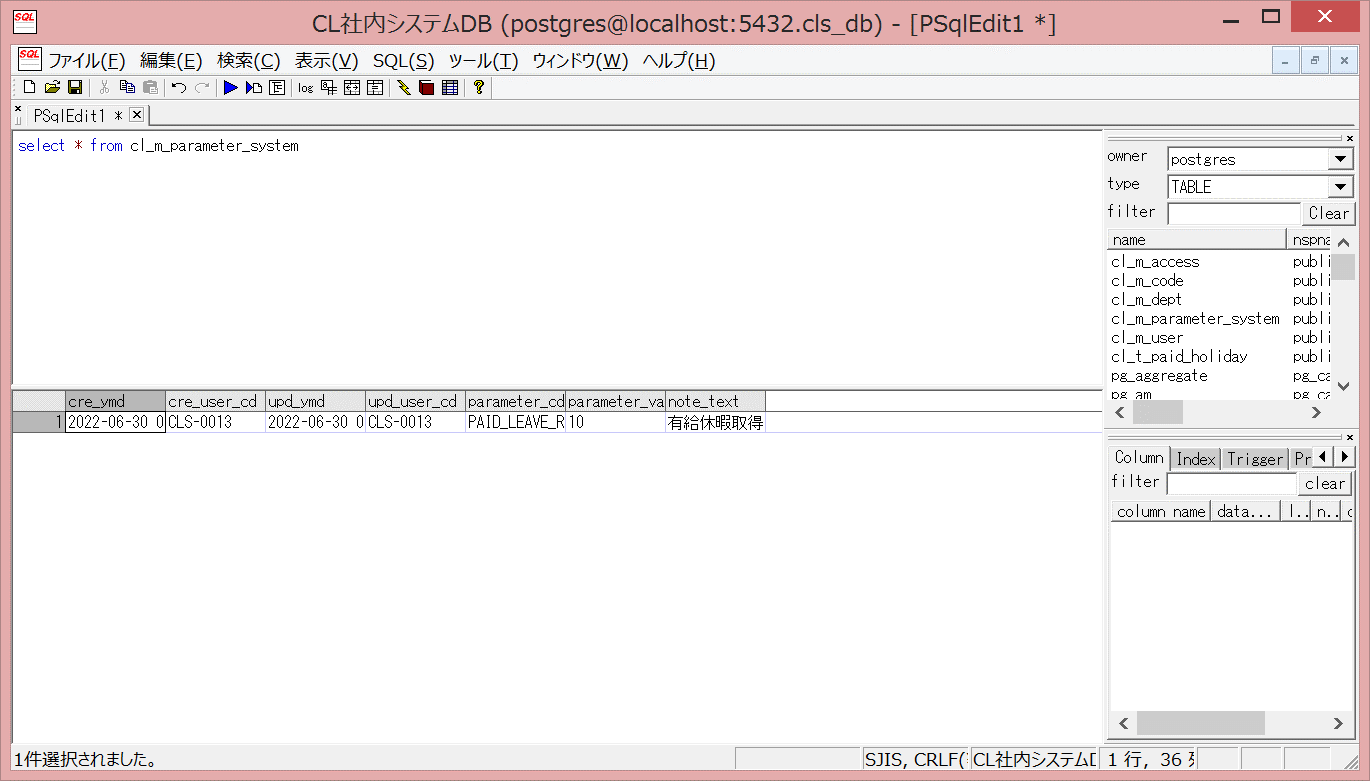 SQL
CL社内システムDB (postgres@localhost:5432.cls_db) - [PSqlEdit1 *]
SQL
ファイル(F) 編集(E) 検索(C) 表示(V) SQL(S) ツール(T) ウィンドウ(W) ヘルプ(H)
log
PSqlEdit1 *
select * from cl_m_parameter_system
owner postgres
type TABLE
filter Clear
name nspna
cl_m_access publi
cl_m_code publi
cl_m_dept publi
cl_m_parameter_system publi
cl_m_user publi
cl_t_paid_holiday publi
pg_aggregate pg_ca
pg_am pg_ca
cre_ymd cre_user_cd upd_ymd upd_user_cd parameter_cd parameter_va note_text
1 2022-06-30 0 CLS-0013 2022-06-30 0 CLS-0013 PAID_LEAVE_R 10 有給休暇取得
Column Index Trigger Pr
filter clear
column name data... l.. n.. c
1件選択されました。
SJIS, CRLF( CL社内システムD 1 行, 36 列